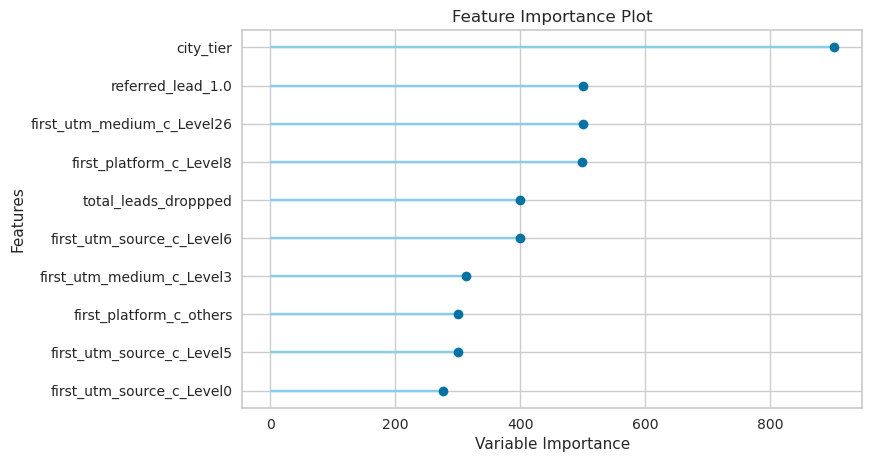 Feature Importance Plot
Features
city_tier
referred_lead_1.0
first_utm_medium_c_Level26
first_platform_c_Level8
total_leads_droppped
first_utm_source_c_Level6
first_utm_medium_c_Level3
first_platform_c_others
first_utm_source_c_Level5
first_utm_source_c_Level0
0 200 400 600 800
Variable Importance